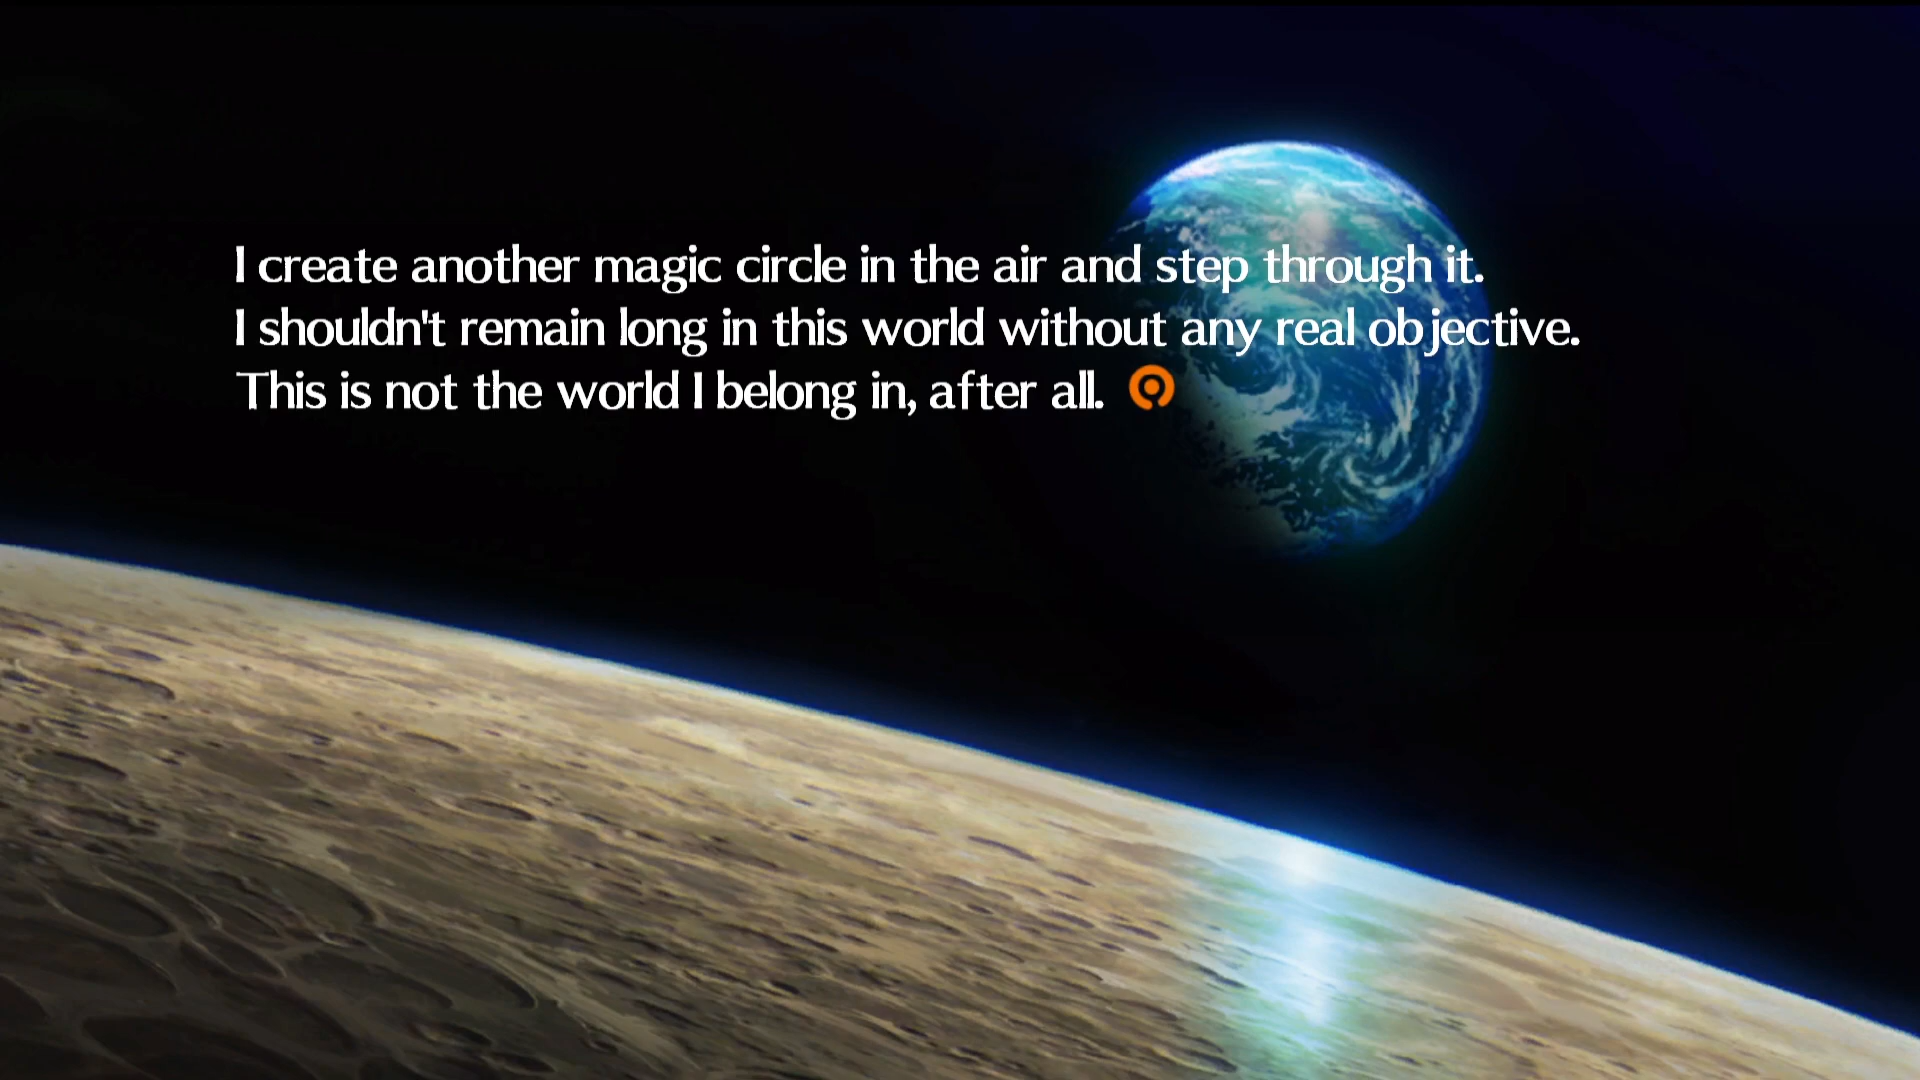 I create another magic circle in the air and step through it.
I shouldn't remain long in this world without any real objective.
This is not the world I belong in, after all.